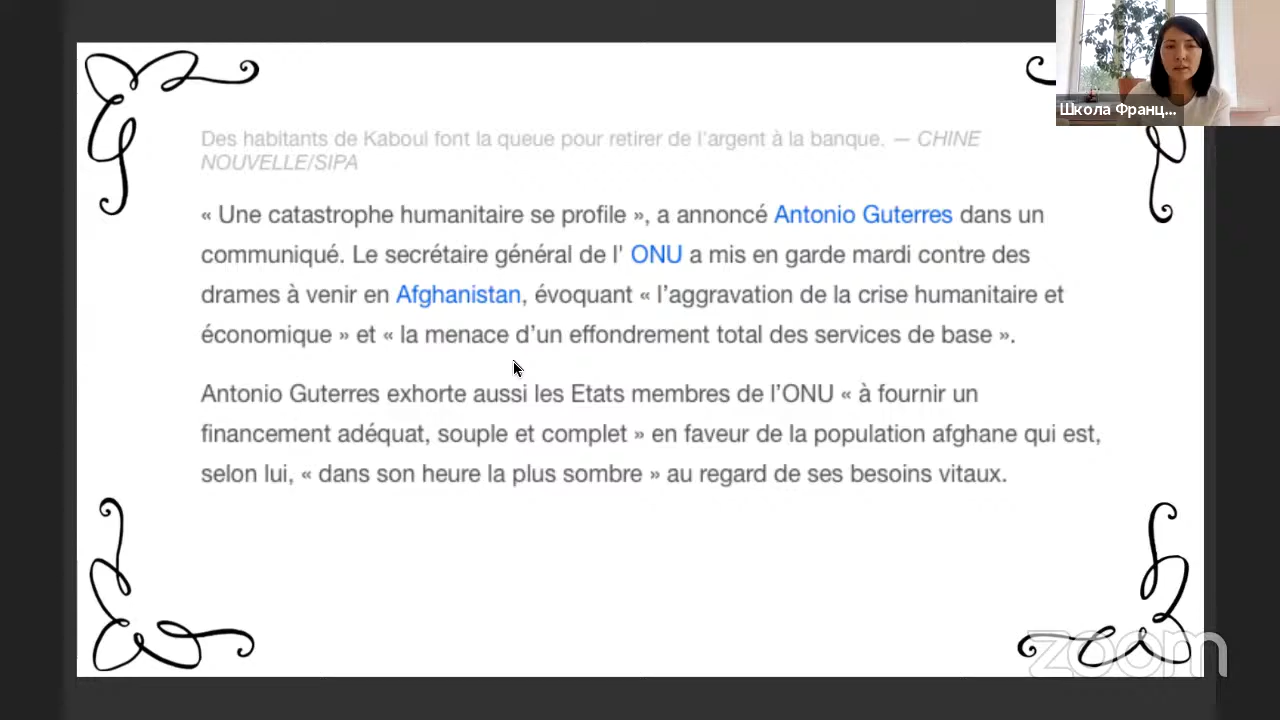 Школа Франц...
Des habitants de Kaboul font la queue pour retirer de l'argent à la banque. — CHINE
NOUVELLE/SIPA
« Une catastrophe humanitaire se profile », a annoncé Antonio Guterres dans un
communiqué. Le secrétaire général de l' ONU a mis en garde mardi contre des
drames à venir en Afghanistan, évoquant « l’aggravation de la crise humanitaire et
économique » et « la menace d’un effondrement total des services de base ».
Antonio Guterres exhorte aussi les Etats membres de l’ONU « à fournir un
financement adéquat, souple et complet » en faveur de la population afghane qui est,
selon lui, « dans son heure la plus sombre » au regard de ses besoins vitaux.
zoom